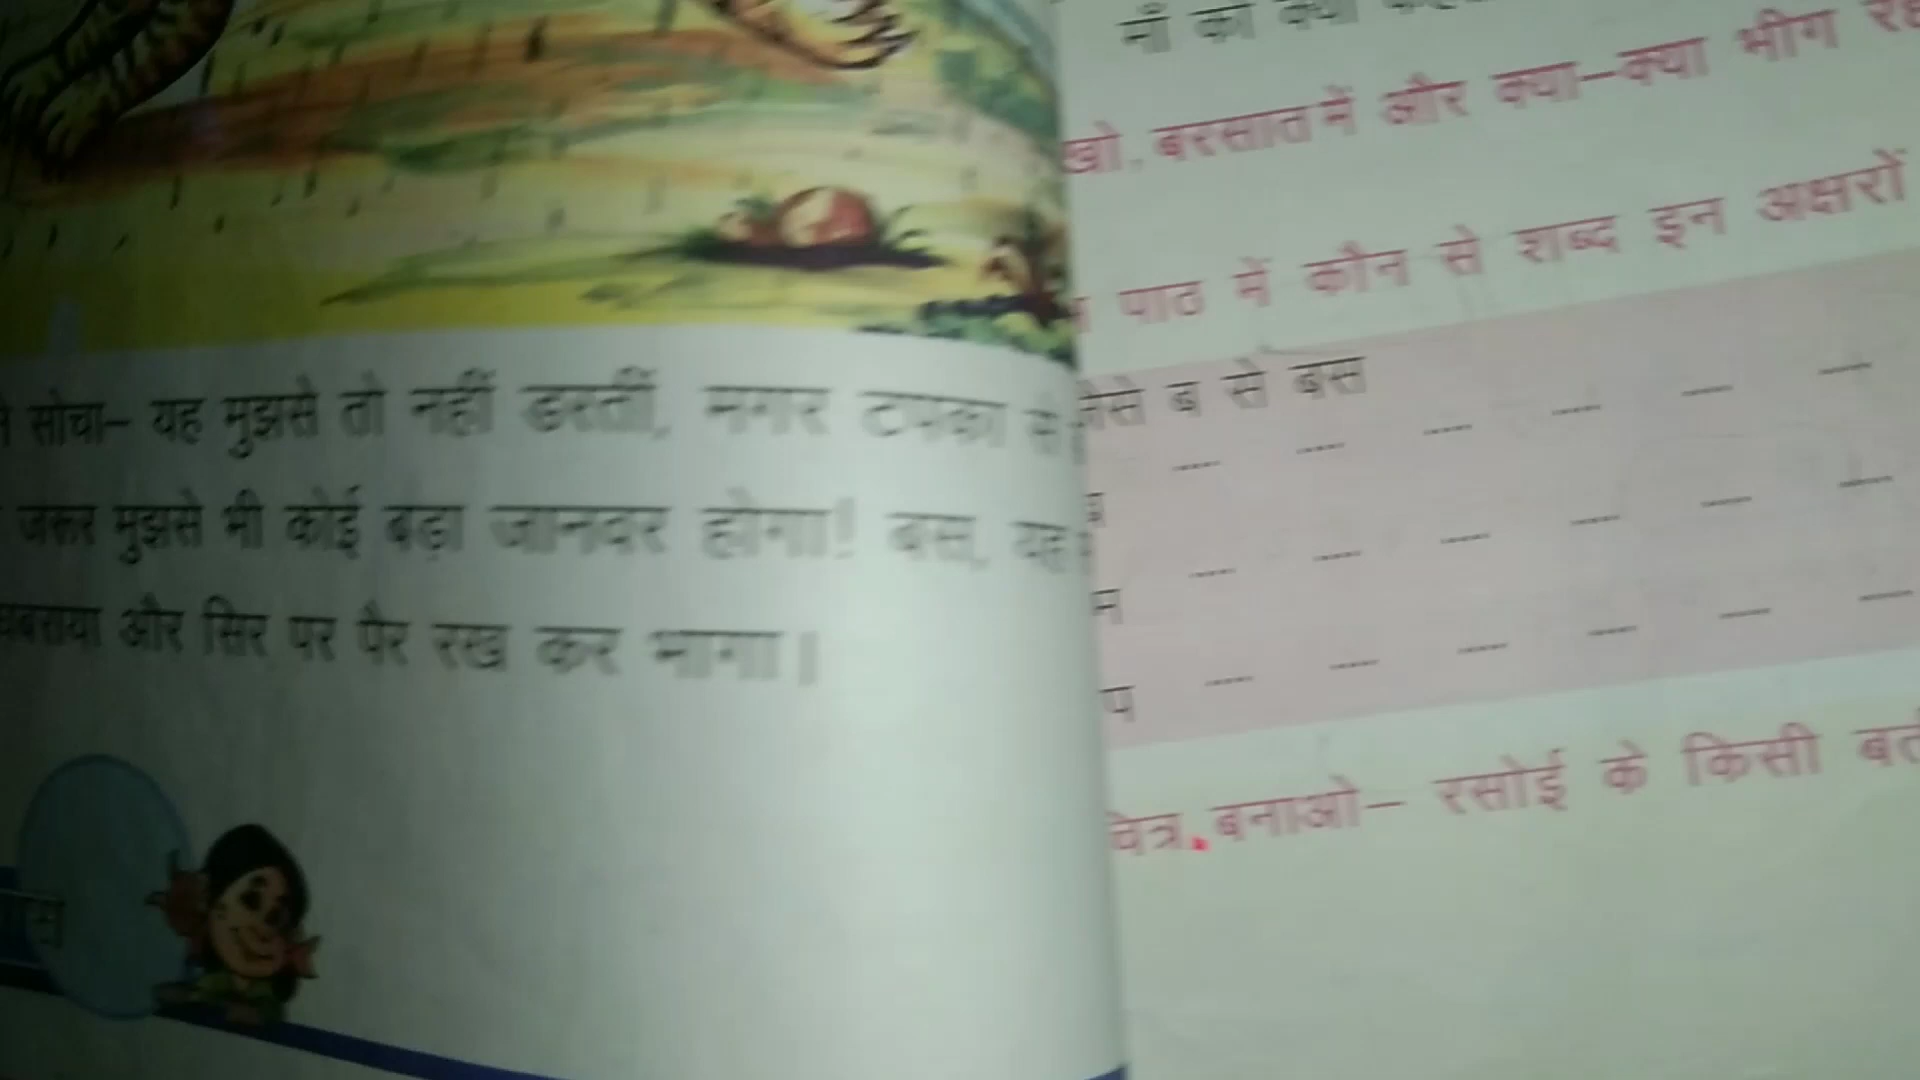 सोचा– यह मुझसे तो नहीं डरतीं, मगर टपका से
जरूर मुझसे भी कोई बड़ा जानवर होगा! बस, यह
घबराया और सिर पर पैर रख कर भागा।
माँ को क्या
खो, बरसात में और क्या–क्या भीग
पाठ में कौन से शब्द इन अक्षरों
जैसे ब से बस
ब
म
प
चित्र बनाओ– रसोई के किसी